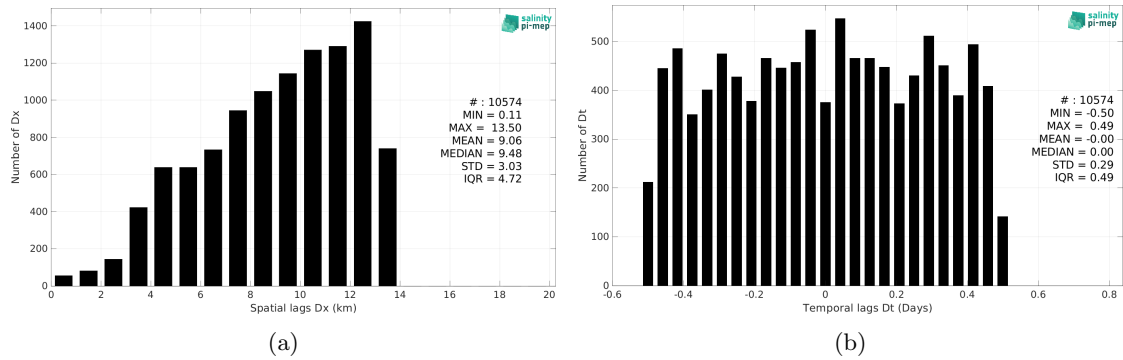 1400
1200
1000
800
600
400
200
0
Number of Dx
0 2 4 6 8 10 12 14 16 18 20
Spatial lags Dx (km)
salinity
pi-mep
# : 10574
MIN = 0.11
MAX = 13.50
MEAN = 9.06
MEDIAN = 9.48
STD = 3.03
IQR = 4.72
(a)
500
400
300
200
100
0
Number of Dt
-0.6 -0.4 -0.2 0 0.2 0.4 0.6 0.8
Temporal lags Dt (Days)
salinity
pi-mep
# : 10574
MIN = -0.50
MAX = 0.49
MEAN = -0.00
MEDIAN = 0.00
STD = 0.29
IQR = 0.49
(b)